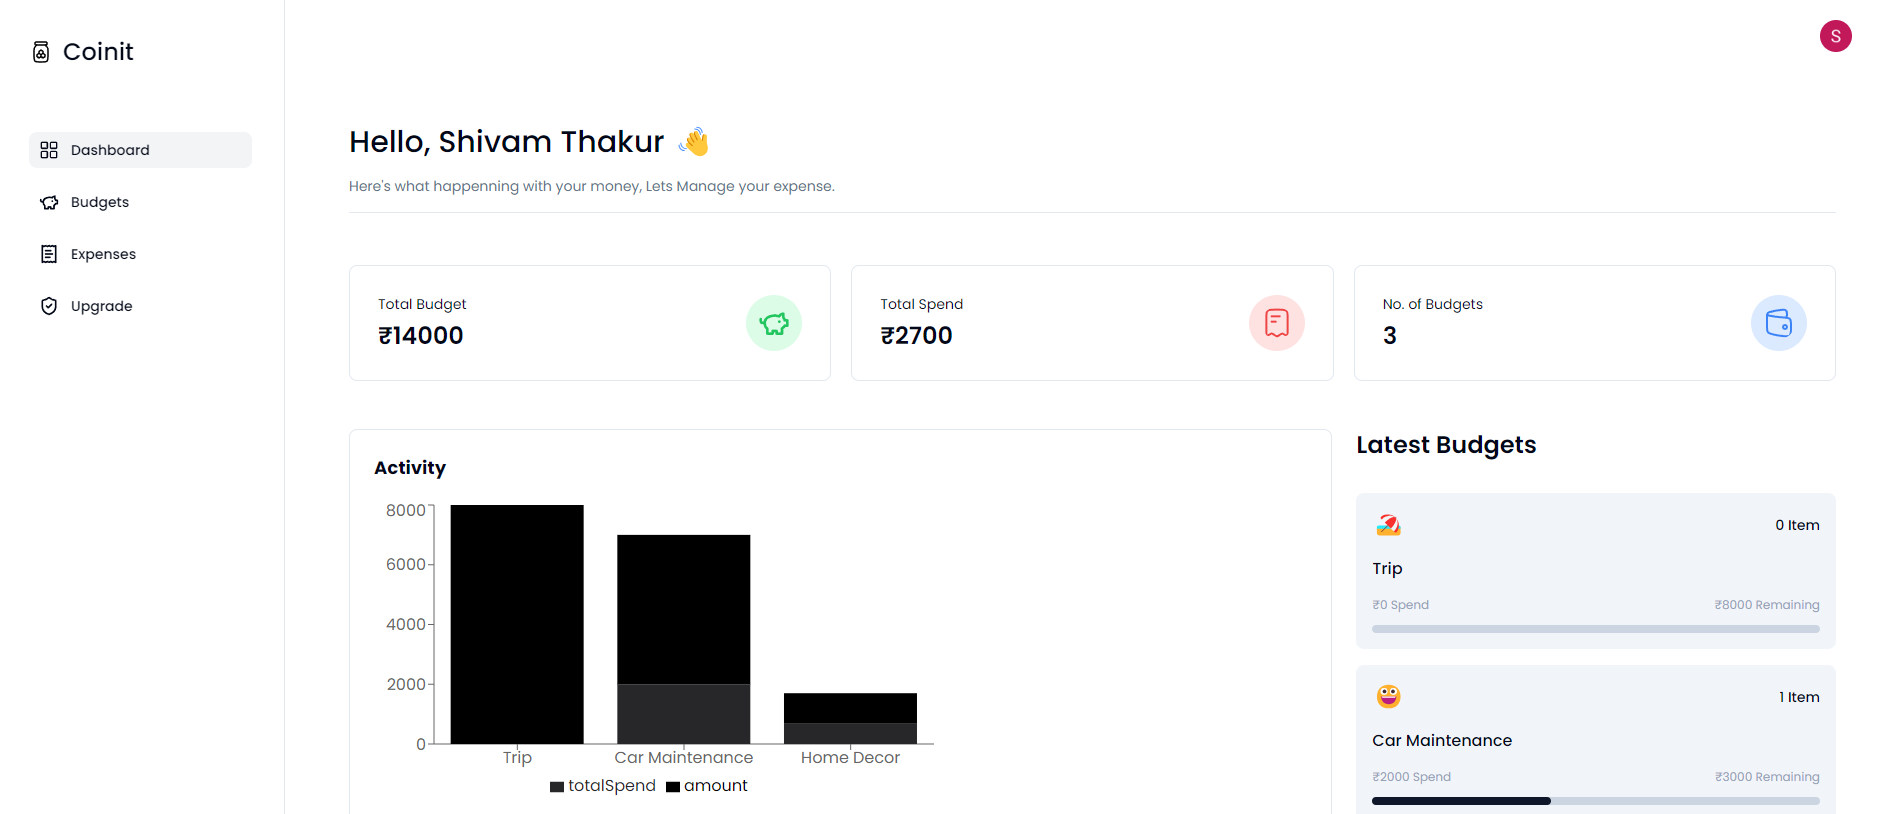 Coinit
S
Dashboard
Budgets
Expenses
Upgrade
Hello, Shivam Thakur 👋
Here's what happenning with your money, Lets Manage your expense.
Total Budget
₹14000
Total Spend
₹2700
No. of Budgets
3
Activity
8000
6000
4000
2000
0
Trip
Car Maintenance
Home Decor
totalSpend
amount
Latest Budgets
0 Item
Trip
₹0 Spend
₹8000 Remaining
1 Item
Car Maintenance
₹2000 Spend
₹3000 Remaining